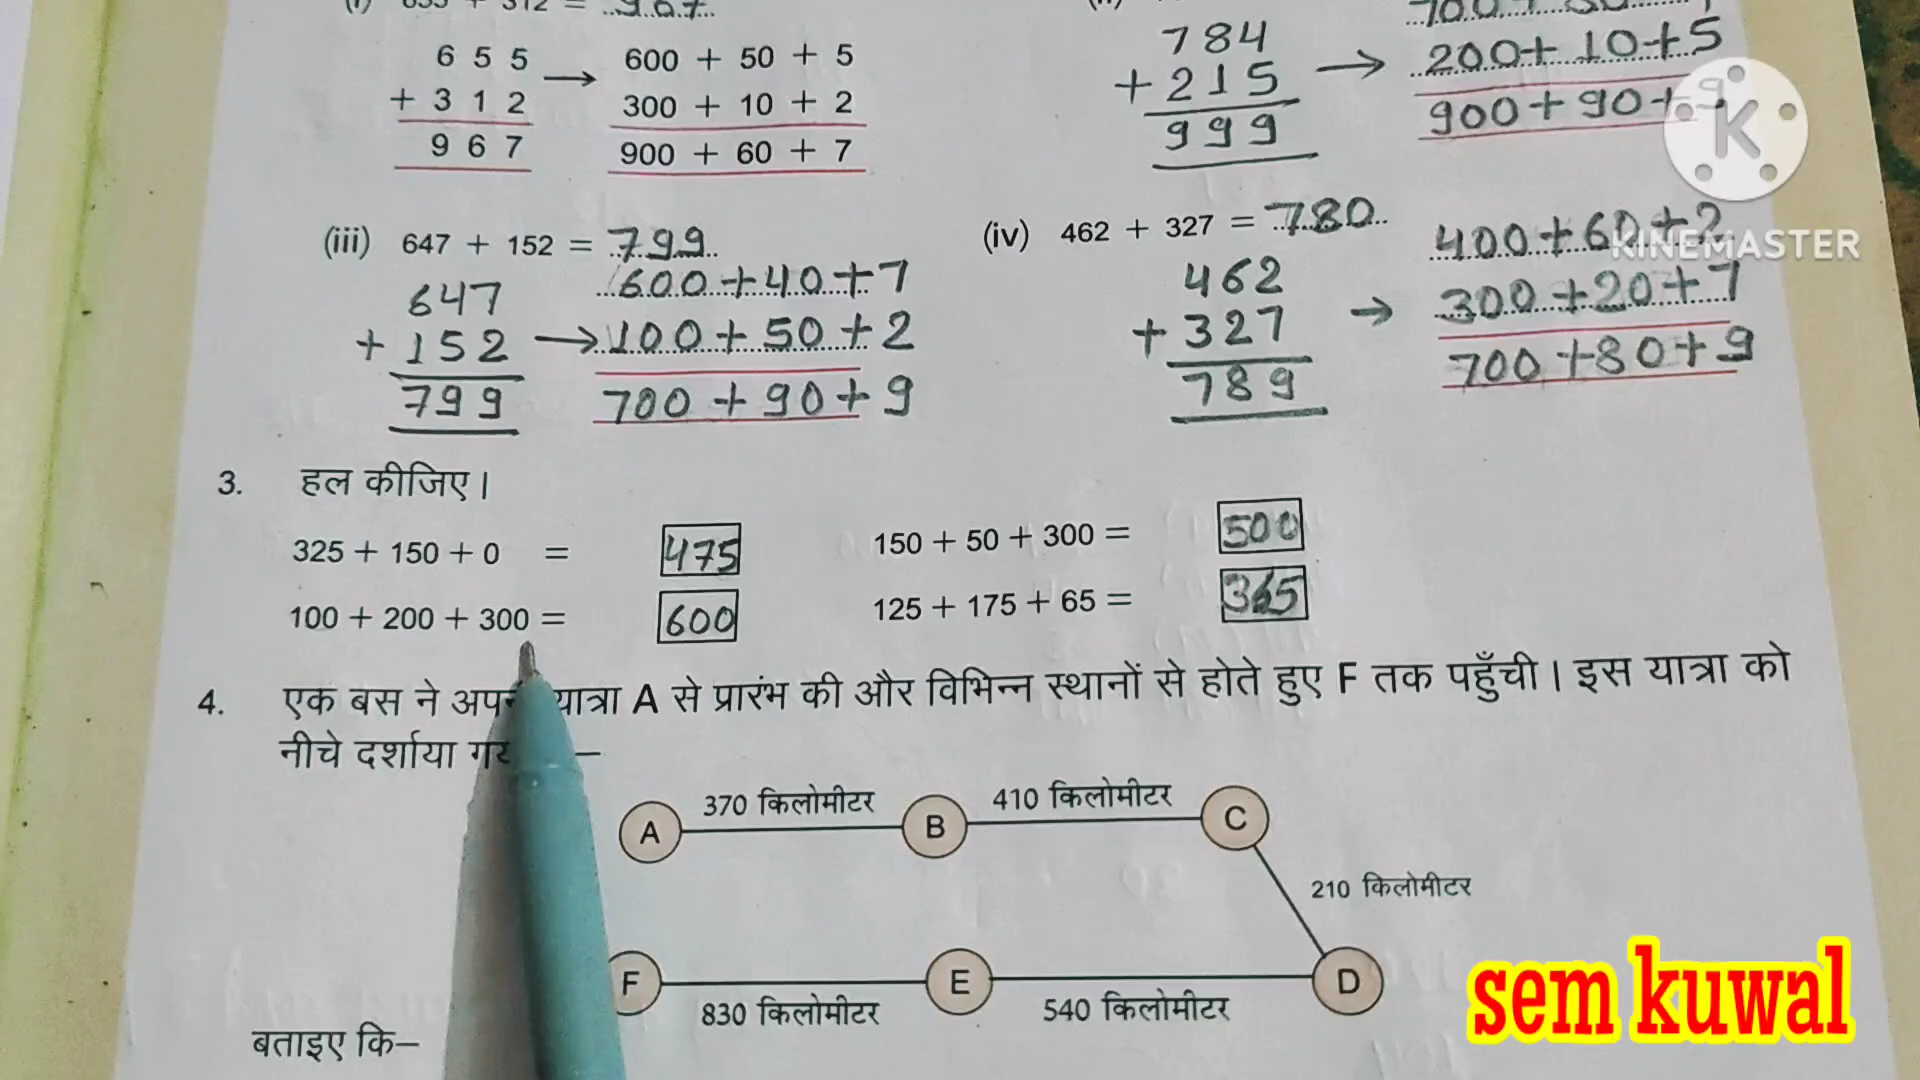 655 + 312 = 967
6 5 5 → 600 + 50 + 5
+ 3 1 2 300 + 10 + 2
9 6 7 900 + 60 + 7
784 → 200+10+5
+215 900+90+9
999
(iii) 647 + 152 = 799
647 600+40+7
+152 → 100+50+2
799 700+90+9
(iv) 462 + 327 = 780 400+60+2
462 → 300+20+7
+327 700+80+9
789
KINEMASTER
3. हल कीजिए।
325 + 150 + 0 = 475 150 + 50 + 300 = 500
100 + 200 + 300 = 600 125 + 175 + 65 = 365
4. एक बस ने यात्रा A से प्रारंभ की और विभिन्न स्थानों से होते हुए F तक पहुँची। इस यात्रा को
नीचे दर्शाया –
A 370 किलोमीटर B 410 किलोमीटर C
210 किलोमीटर
F 830 किलोमीटर E 540 किलोमीटर D
बताइए कि–
sem kuwal